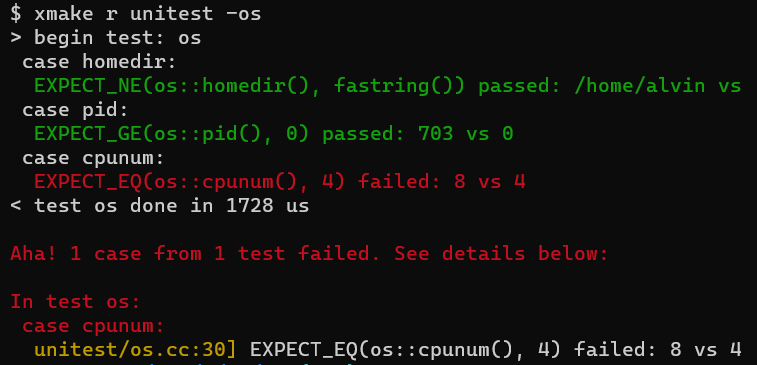 $ xmake r unitest -os
> begin test: os
case homedir:
EXPECT_NE(os::homedir(), fastring()) passed: /home/alvin vs
case pid:
EXPECT_GE(os::pid(), 0) passed: 703 vs 0
case cpunum:
EXPECT_EQ(os::cpunum(), 4) failed: 8 vs 4
< test os done in 1728 us
Aha! 1 case from 1 test failed. See details below:
In test os:
case cpunum:
unitest/os.cc:30] EXPECT_EQ(os::cpunum(), 4) failed: 8 vs 4